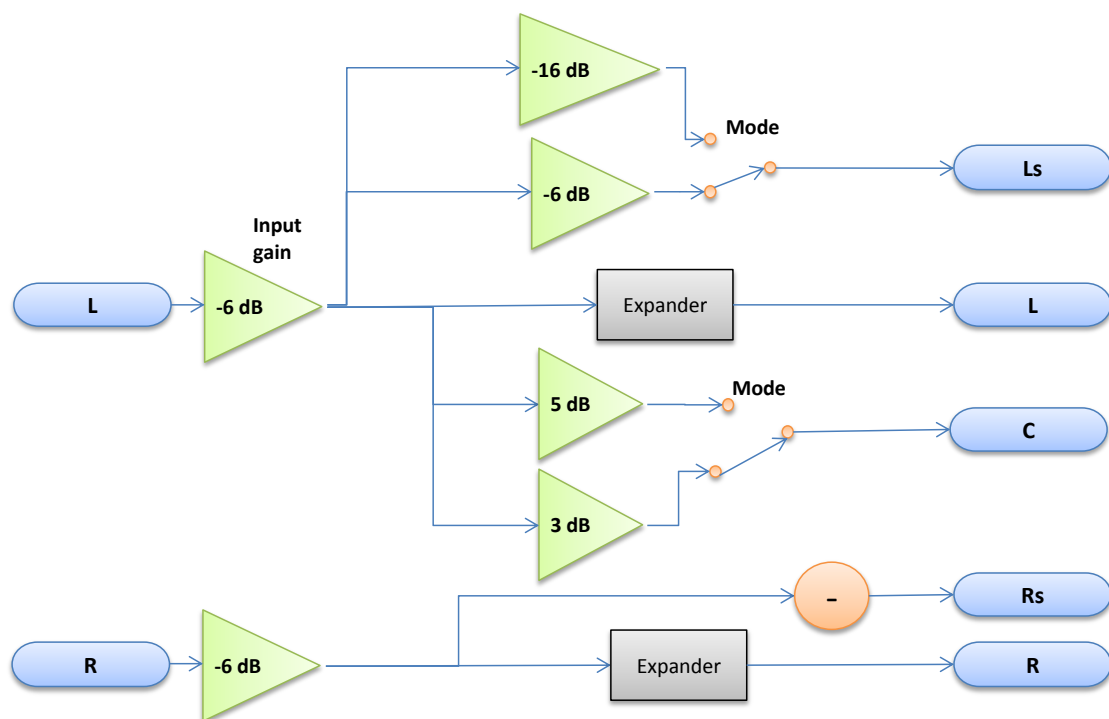 -16 dB
Mode
-6 dB
Ls
Input
gain
L
-6 dB
Expander
L
5 dB
Mode
C
3 dB
–
Rs
R
-6 dB
Expander
R